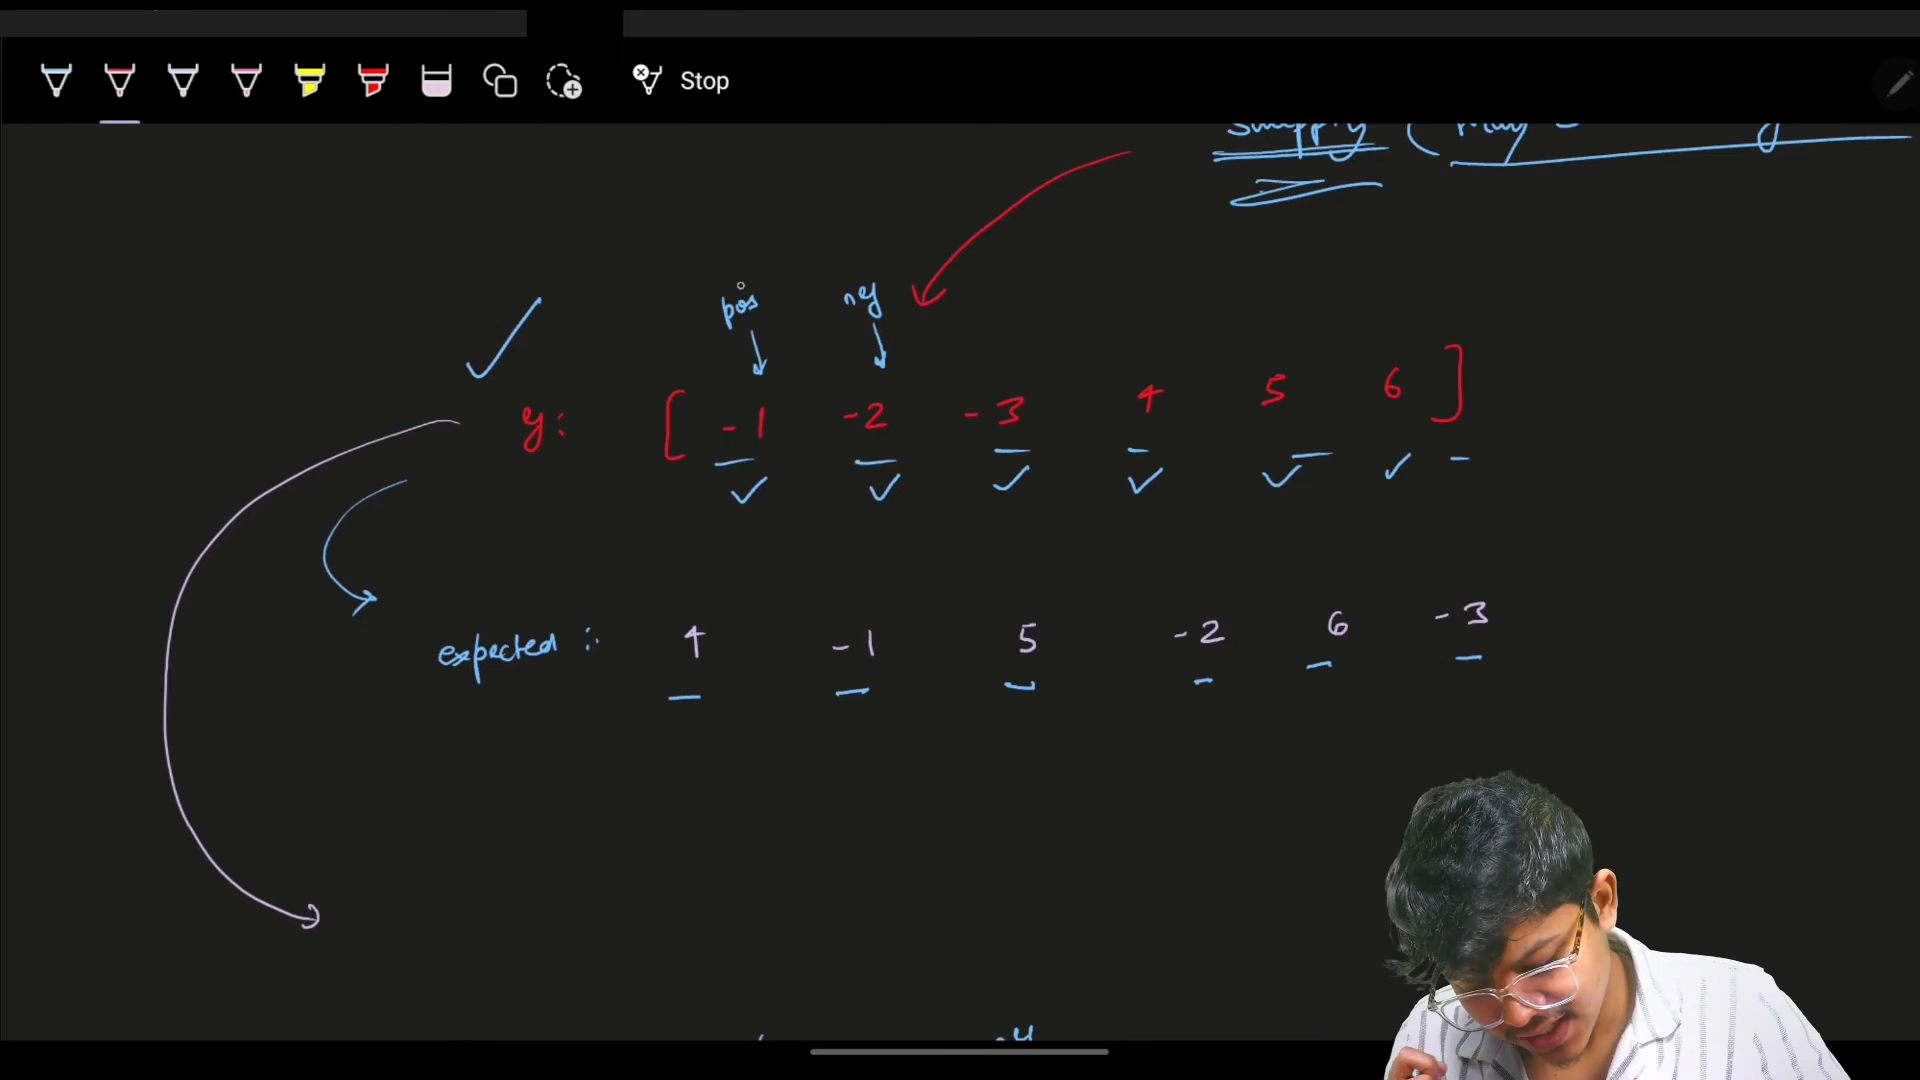 Stop
pos neg
y: [ -1 -2 -3 4 5 6 ]
expected : 4 -1 5 -2 6 -3